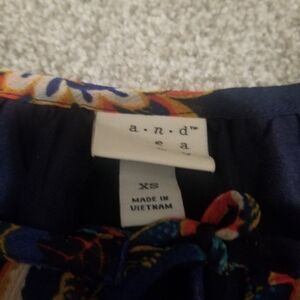 a • n • d™
e a
XS
MADE IN
VIETNAM